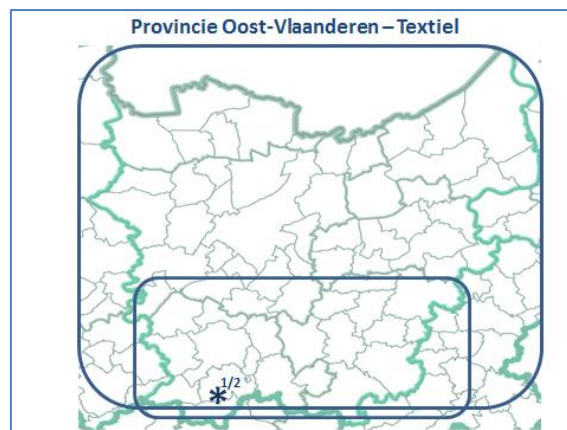 Provincie Oost-Vlaanderen – Textiel
*1/2